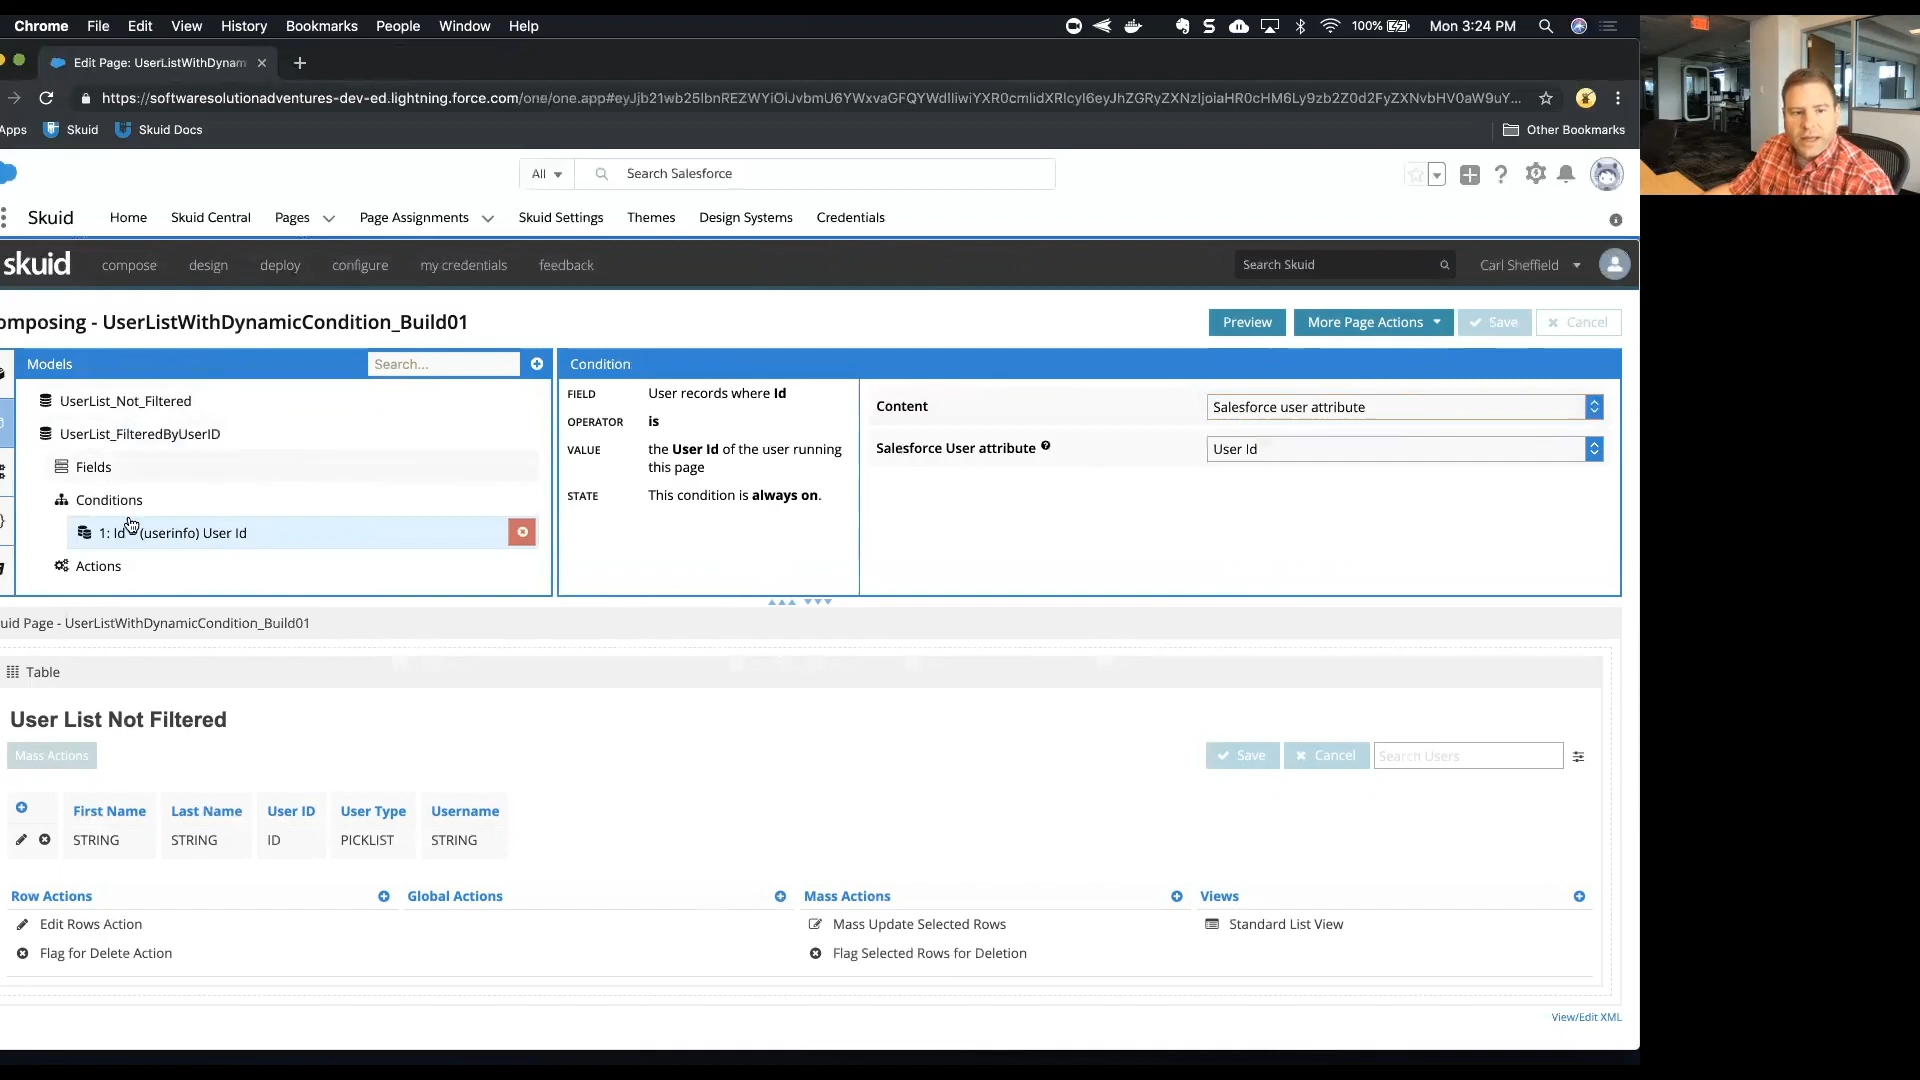 Chrome File Edit View History Bookmarks People Window Help 100% Mon 3:24 PM
Edit Page: UserListWithDynam
https://softwaresolutionadventures-dev-ed.lightning.force.com/one/one.app#eyJjb21wb25lbnREZWYiOiJvbmU6YWxvaGFQYWdlIiwiYXR0cmlidXRlcyI6eyJhZGRyZXNzIjoiaHR0cHM6Ly9zb2Z0d2FyZXNvbHV0aW9uY...
Apps Skuid Skuid Docs Other Bookmarks
All Search Salesforce
Skuid Home Skuid Central Pages Page Assignments Skuid Settings Themes Design Systems Credentials
skuid compose design deploy configure my credentials feedback Search Skuid Carl Sheffield
omposing - UserListWithDynamicCondition_Build01 Preview More Page Actions Save Cancel
Models Search... Condition
UserList_Not_Filtered
UserList_FilteredByUserID
Fields
Conditions
1: Id (userinfo) User Id
Actions
FIELD User records where Id
OPERATOR is
VALUE the User Id of the user running
this page
STATE This condition is always on.
Content Salesforce user attribute
Salesforce User attribute User Id
uid Page - UserListWithDynamicCondition_Build01
Table
User List Not Filtered
Mass Actions Save Cancel Search Users
First Name Last Name User ID User Type Username
STRING STRING ID PICKLIST STRING
Row Actions Global Actions Mass Actions Views
Edit Rows Action Mass Update Selected Rows Standard List View
Flag for Delete Action Flag Selected Rows for Deletion
View/Edit XML